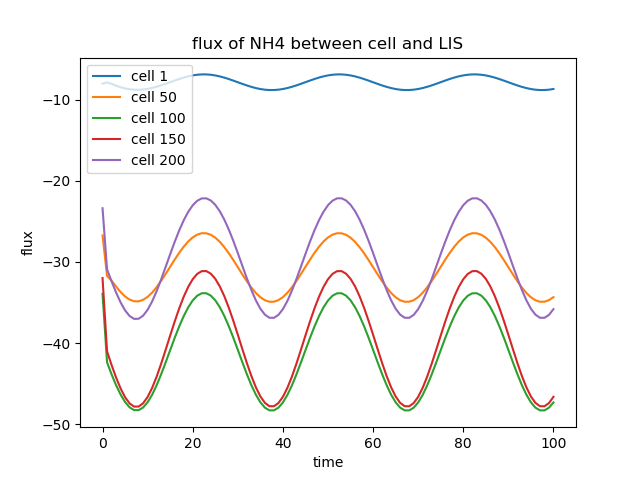 flux of NH4 between cell and LIS
cell 1
cell 50
cell 100
cell 150
cell 200
−10
−20
−30
−40
−50
flux
0 20 40 60 80 100
time